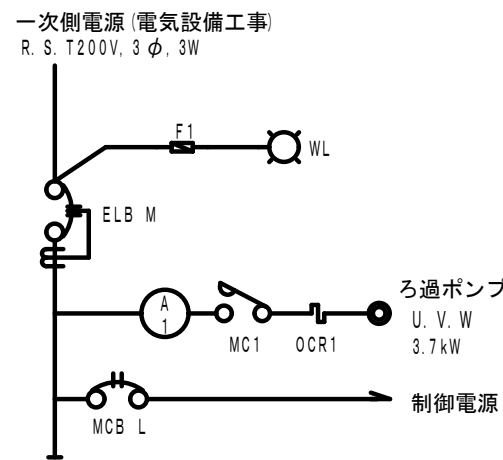 一次側電源(電気設備工事)
R.S.T200V,3φ,3W
F1
WL
ELB M
A
1
ろ過ポンプ
U.V.W
3.7kW
MC1
OCR1
制御電源
MCB L